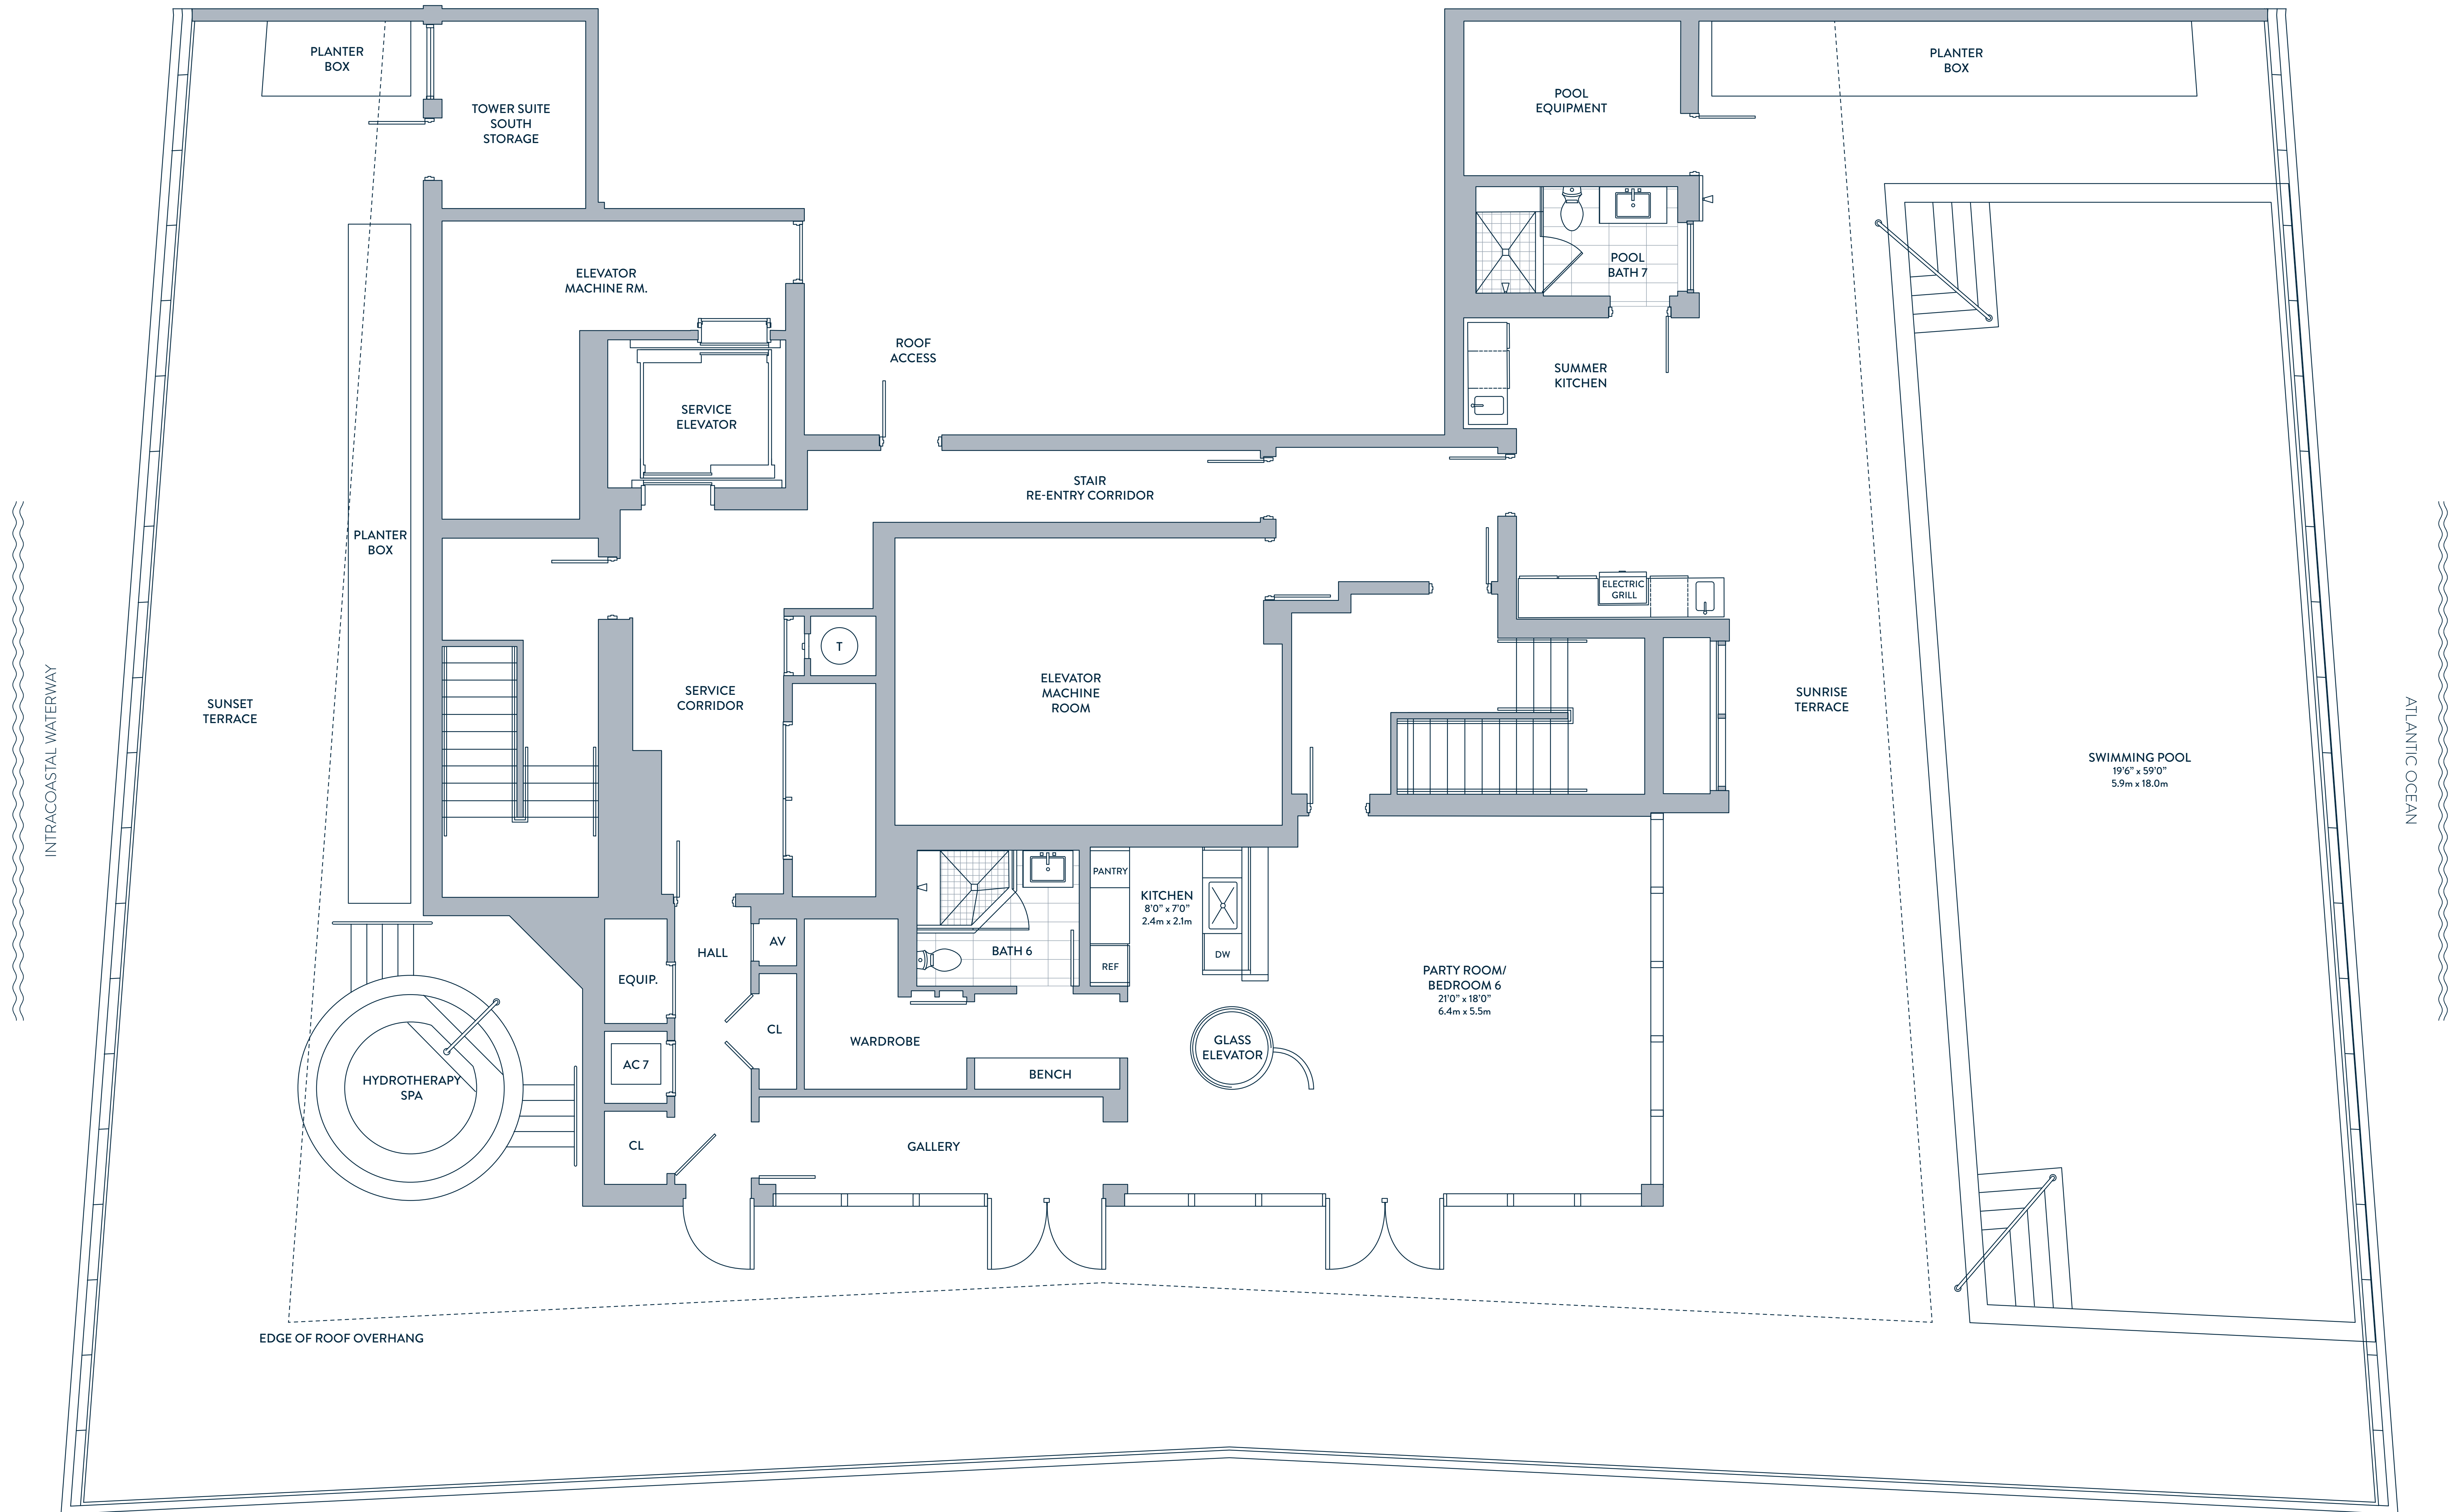 PLANTER
BOX
TOWER SUITE
SOUTH
STORAGE
POOL
EQUIPMENT
PLANTER
BOX
ELEVATOR
MACHINE RM.
POOL
BATH 7
ROOF
ACCESS
SERVICE
ELEVATOR
SUMMER
KITCHEN
STAIR
RE-ENTRY CORRIDOR
PLANTER
BOX
ELECTRIC
GRILL
T
INTRACOASTAL WATERWAY
SUNSET
TERRACE
SERVICE
CORRIDOR
ELEVATOR
MACHINE
ROOM
SUNRISE
TERRACE
SWIMMING POOL
19'6" x 59'0"
5.9m x 18.0m
ATLANTIC OCEAN
PANTRY
KITCHEN
8'0" x 7'0"
2.4m x 2.1m
HALL
AV
BATH 6
REF
DW
EQUIP.
PARTY ROOM/
BEDROOM 6
21'0" x 18'0"
6.4m x 5.5m
CL
WARDROBE
GLASS
ELEVATOR
AC 7
BENCH
HYDROTHERAPY
SPA
CL
GALLERY
EDGE OF ROOF OVERHANG